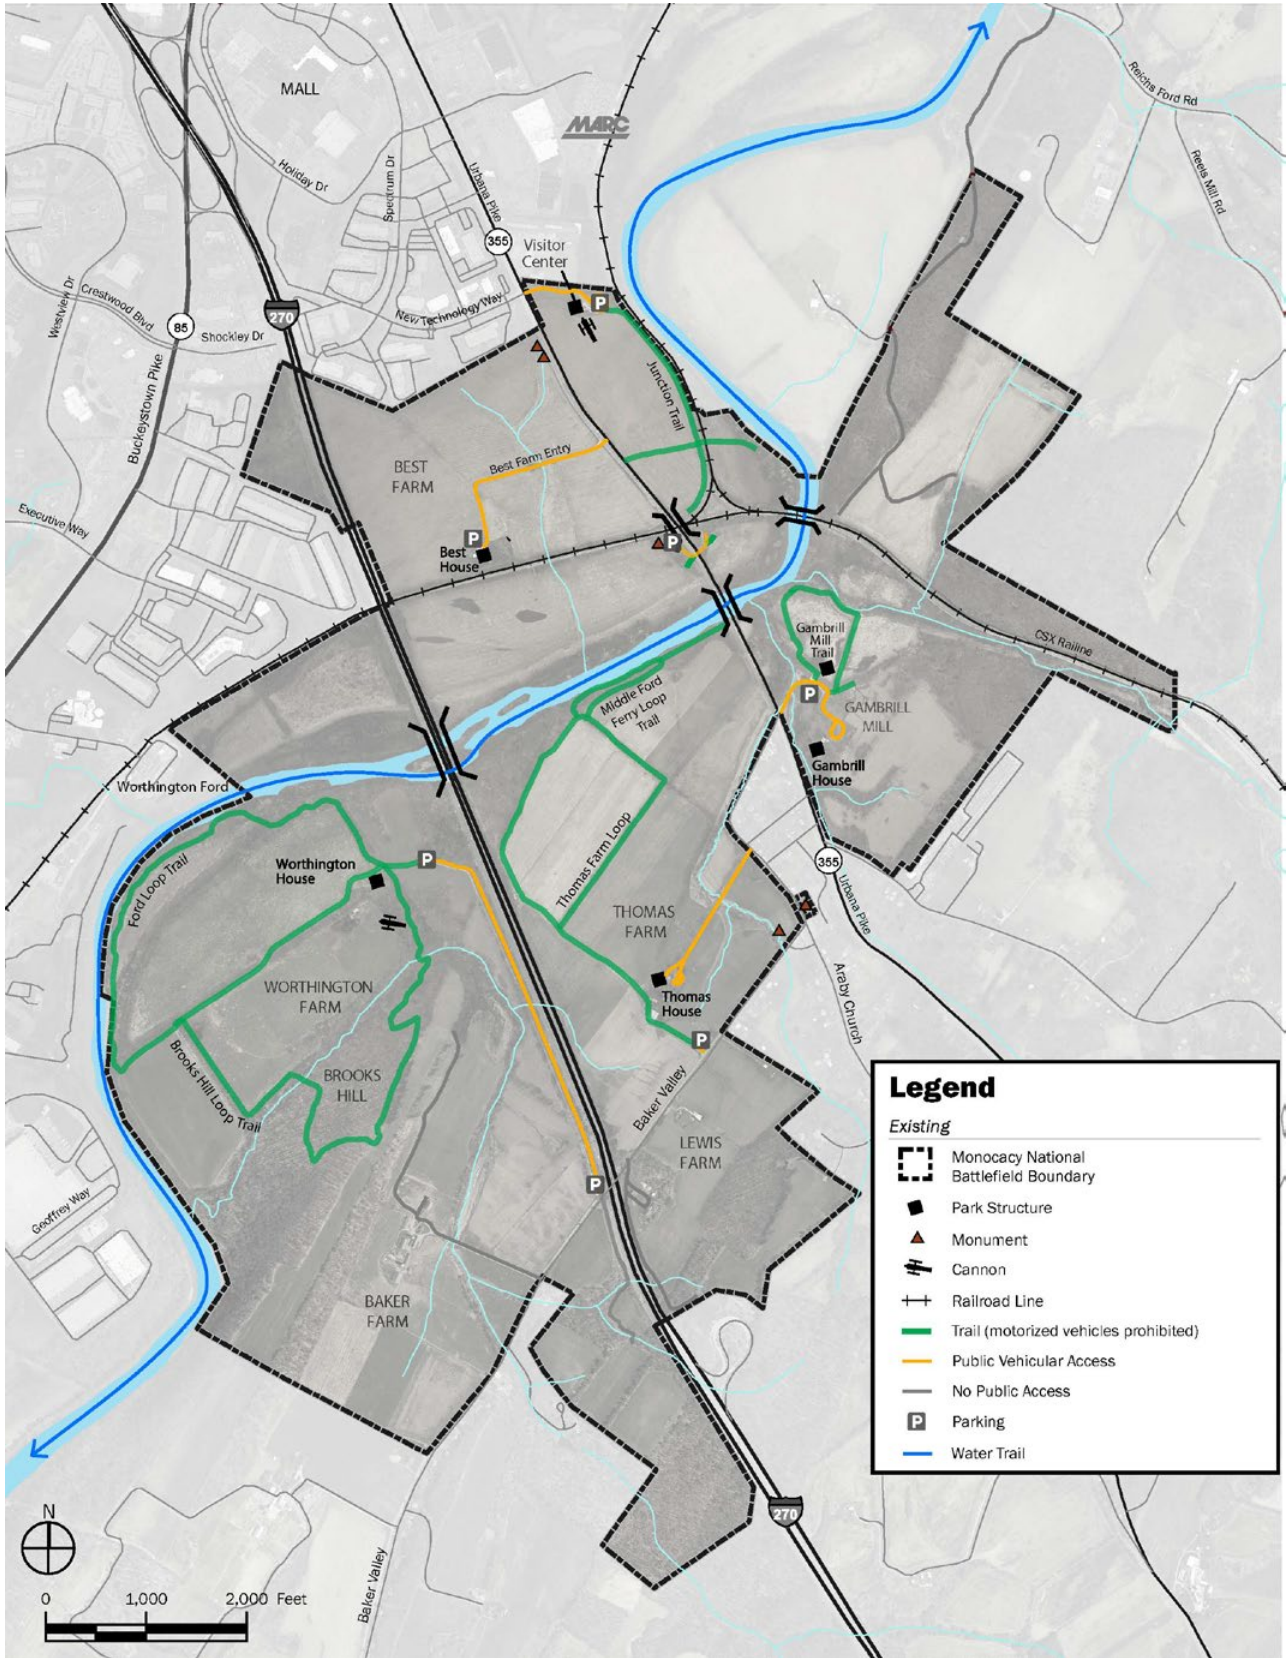 MALL
MARC
Reichs Ford Rd
Reels Mill Rd
Holiday Dr
Spectrum Dr
Urbana Pike
355
Visitor
Center
P
Westview Dr
Crestwood Blvd
85
Shockley Dr
270
New Technology Way
Buckeystown Pike
Junction Trail
BEST
FARM
Best Farm Entry
Executive Way
P
Best
House
P
CSX Railine
Gambrill
Mill
Trail
Middle Ford
Ferry Loop
Trail
P
GAMBRILL
MILL
Gambrill
House
Worthington Ford
Thomas Farm Loop
Ford Loop Trail
Worthington
House
P
355
Urbana Pike
THOMAS
FARM
WORTHINGTON
FARM
Thomas
House
Araby Church
P
Brooks Hill Loop Trail
BROOKS
HILL
Baker Valley
LEWIS
FARM
P
Geoffrey Way
BAKER
FARM
270
Baker Valley
N
0 1,000 2,000 Feet
Legend
Existing
Monocacy National
Battlefield Boundary
Park Structure
Monument
Cannon
Railroad Line
Trail (motorized vehicles prohibited)
Public Vehicular Access
No Public Access
P Parking
Water Trail